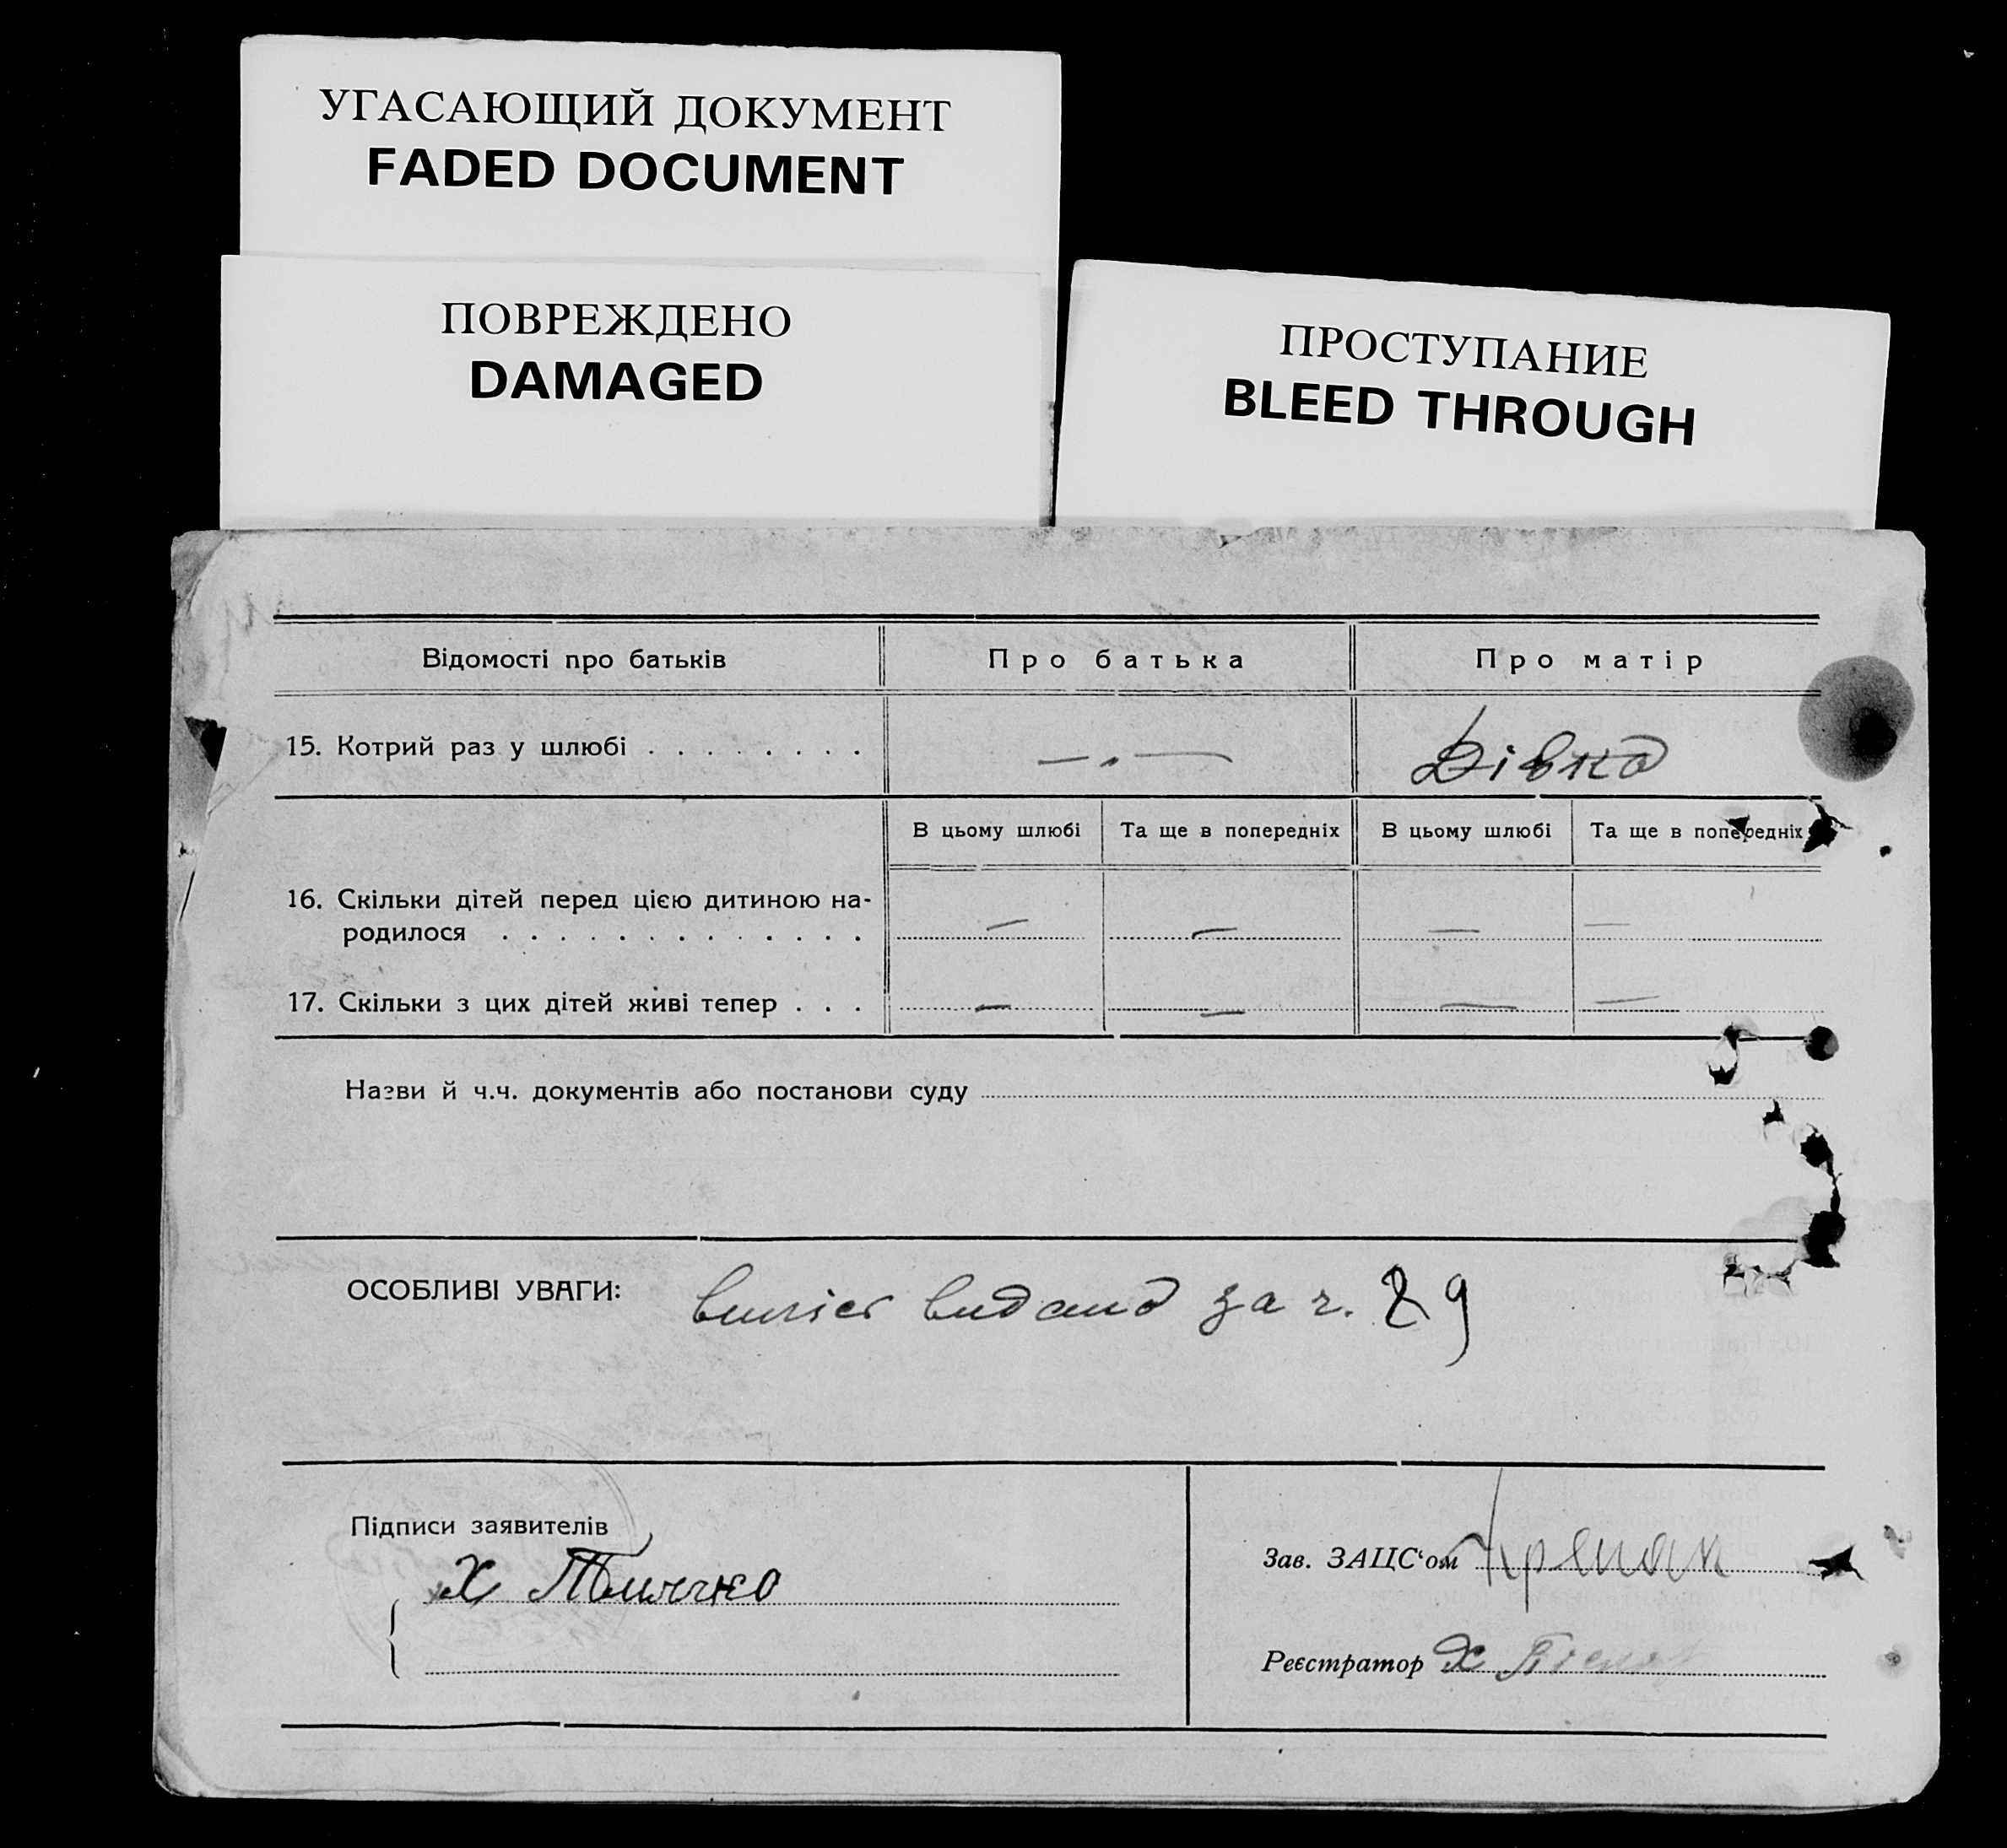 УГАСАЮЩИЙ ДОКУМЕНТ
FADED DOCUMENT
ПОВРЕЖДЕНО
DAMAGED
ПРОСТУПАНИЕ
BLEED THROUGH
Відомості про батьків Про батька Про матір
15. Котрий раз у шлюбі . . . . . . . . — . — Дівка
В цьому шлюбі Та ще в попередніх В цьому шлюбі Та ще в попередніх
16. Скільки дітей перед цією дитиною на-
родилося . . . . . . . . . . . . . — — — —
17. Скільки з цих дітей живі тепер . . . — — — —
Назви й ч.ч. документів або постанови суду
ОСОБЛИВІ УВАГИ: видано за ч. 29
Підписи заявителів
Х
Зав. ЗАЦС‘ом
Реєстратор